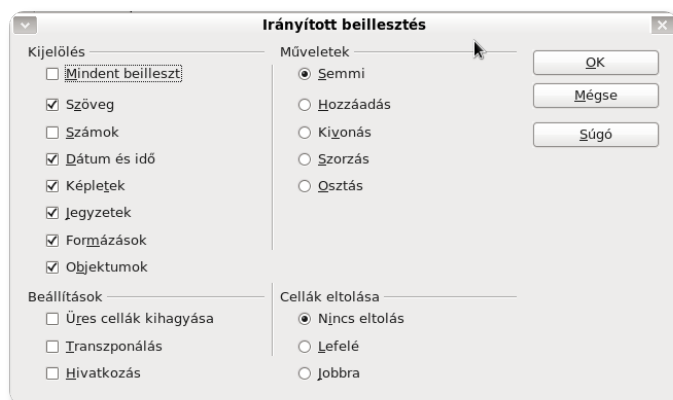 Irányított beillesztés
Kijelölés
Mindent beilleszt
Szöveg
Számok
Dátum és idő
Képletek
Jegyzetek
Formázások
Objektumok
Műveletek
Semmi
Hozzáadás
Kivonás
Szorzás
Osztás
OK
Mégse
Súgó
Beállítások
Üres cellák kihagyása
Transzponálás
Hivatkozás
Cellák eltolása
Nincs eltolás
Lefelé
Jobbra